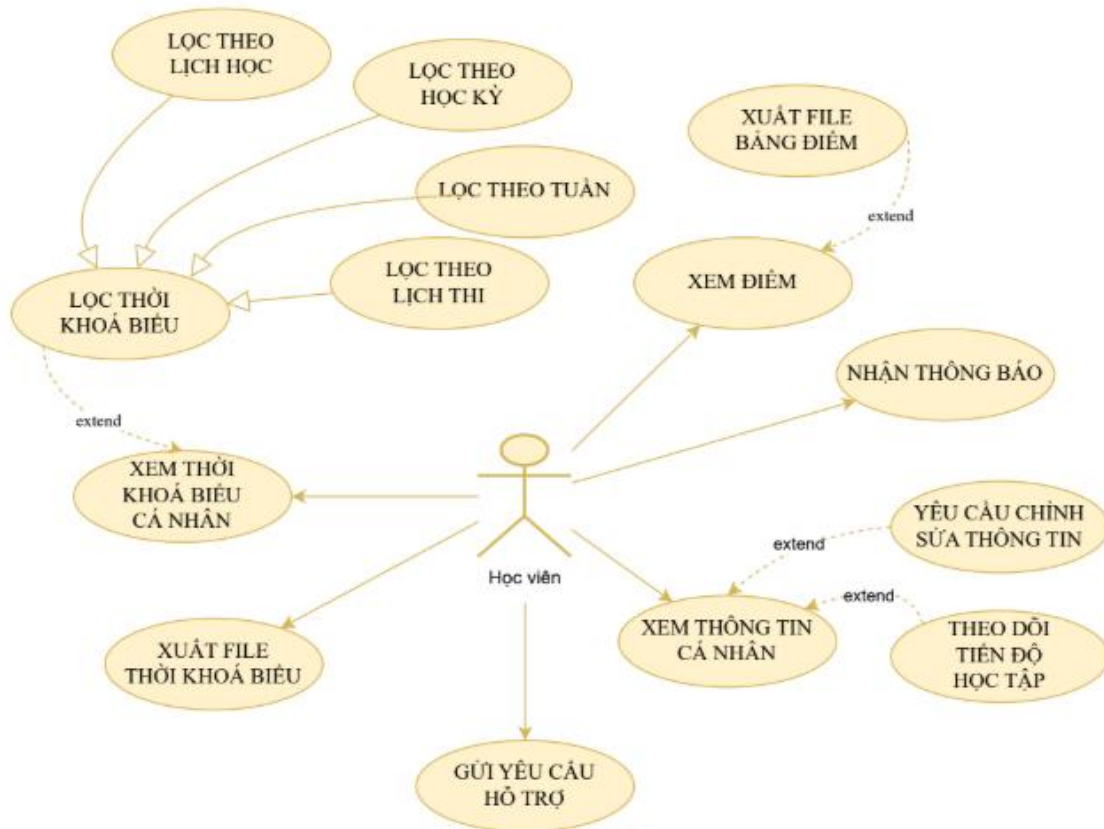 LỌC THEO
LỊCH HỌC
LỌC THEO
HỌC KỲ
XUẤT FILE
BẢNG ĐIỂM
LỌC THEO TUẦN
extend
LỌC THEO
LỊCH THI
XEM ĐIỂM
LỌC THỜI
KHOÁ BIỂU
NHẬN THÔNG BÁO
extend
XEM THỜI
KHOÁ BIỂU
CÁ NHÂN
YÊU CẦU CHỈNH
SỬA THÔNG TIN
extend
Học viên
extend
XEM THÔNG TIN
CÁ NHÂN
THEO DÕI
TIẾN ĐỘ
HỌC TẬP
XUẤT FILE
THỜI KHOÁ BIỂU
GỬI YÊU CẦU
HỖ TRỢ